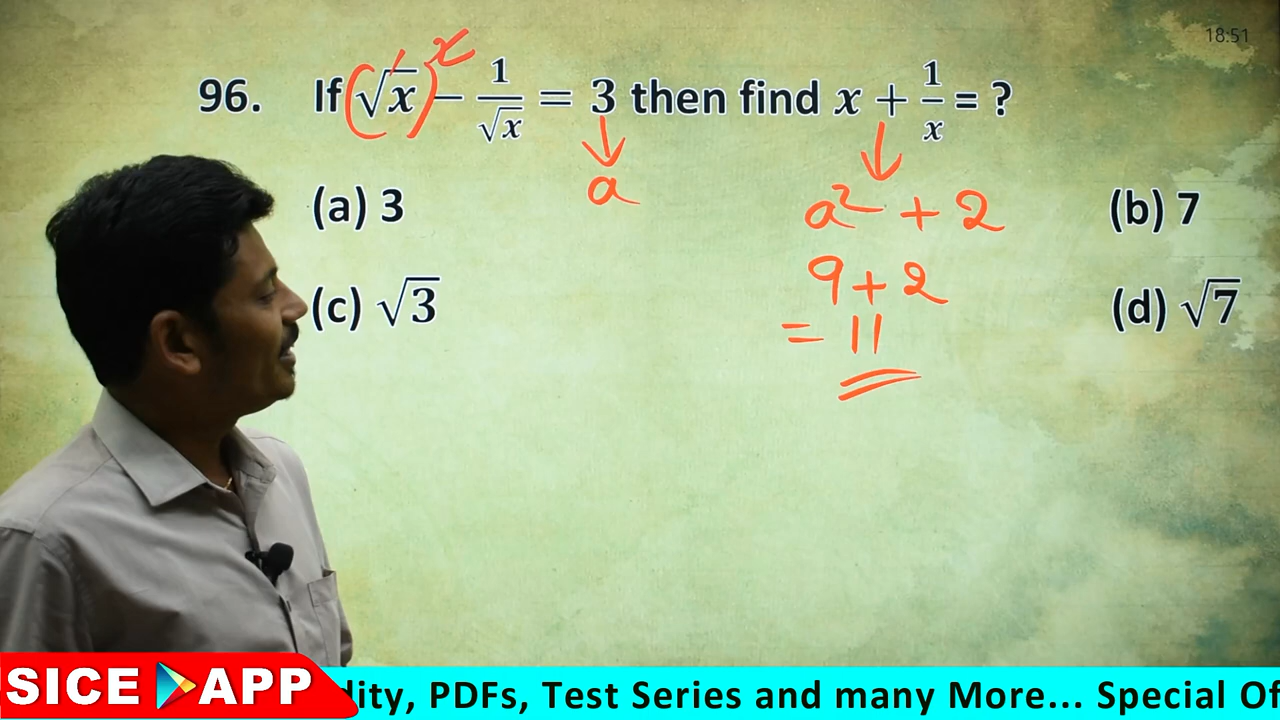 18:51
96. If (√x)² − 1/√x = 3 then find x + 1/x = ?
a
a² + 2
(a) 3
(b) 7
9 + 2
(c) √3
(d) √7
= 11
SICE APP
dity, PDFs, Test Series and many More... Special Of